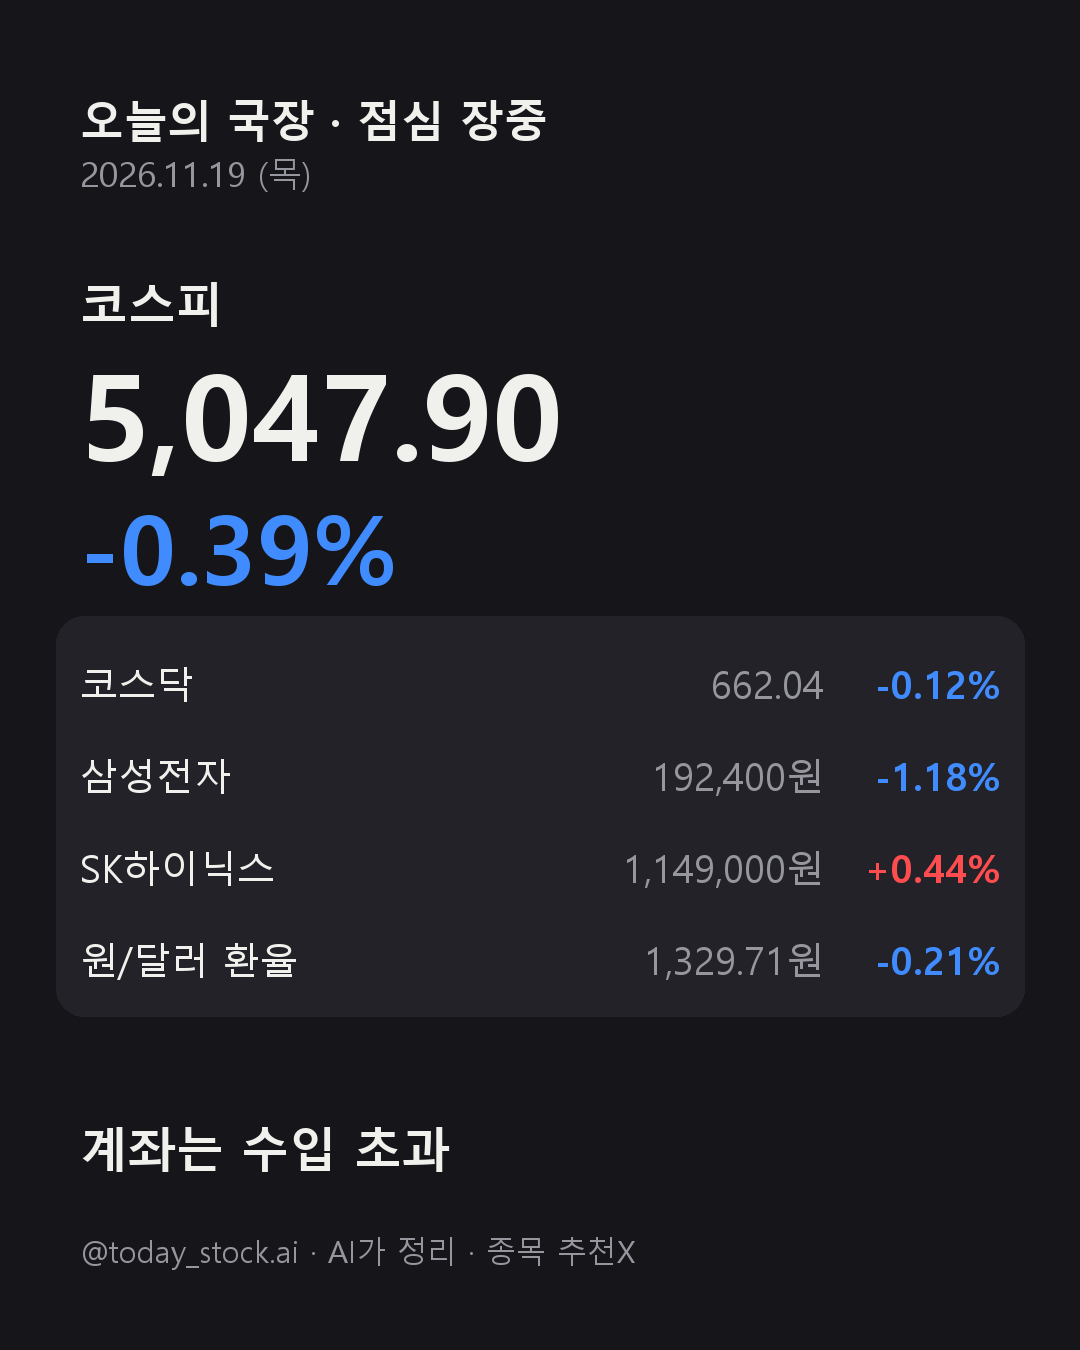 오늘의 국장 · 점심 장중
2026.11.19 (목)
코스피
5,047.90
-0.39%
코스닥 662.04 -0.12%
삼성전자 192,400원 -1.18%
SK하이닉스 1,149,000원 +0.44%
원/달러 환율 1,329.71원 -0.21%
계좌는 수입 초과
@today_stock.ai · AI가 정리 · 종목 추천X